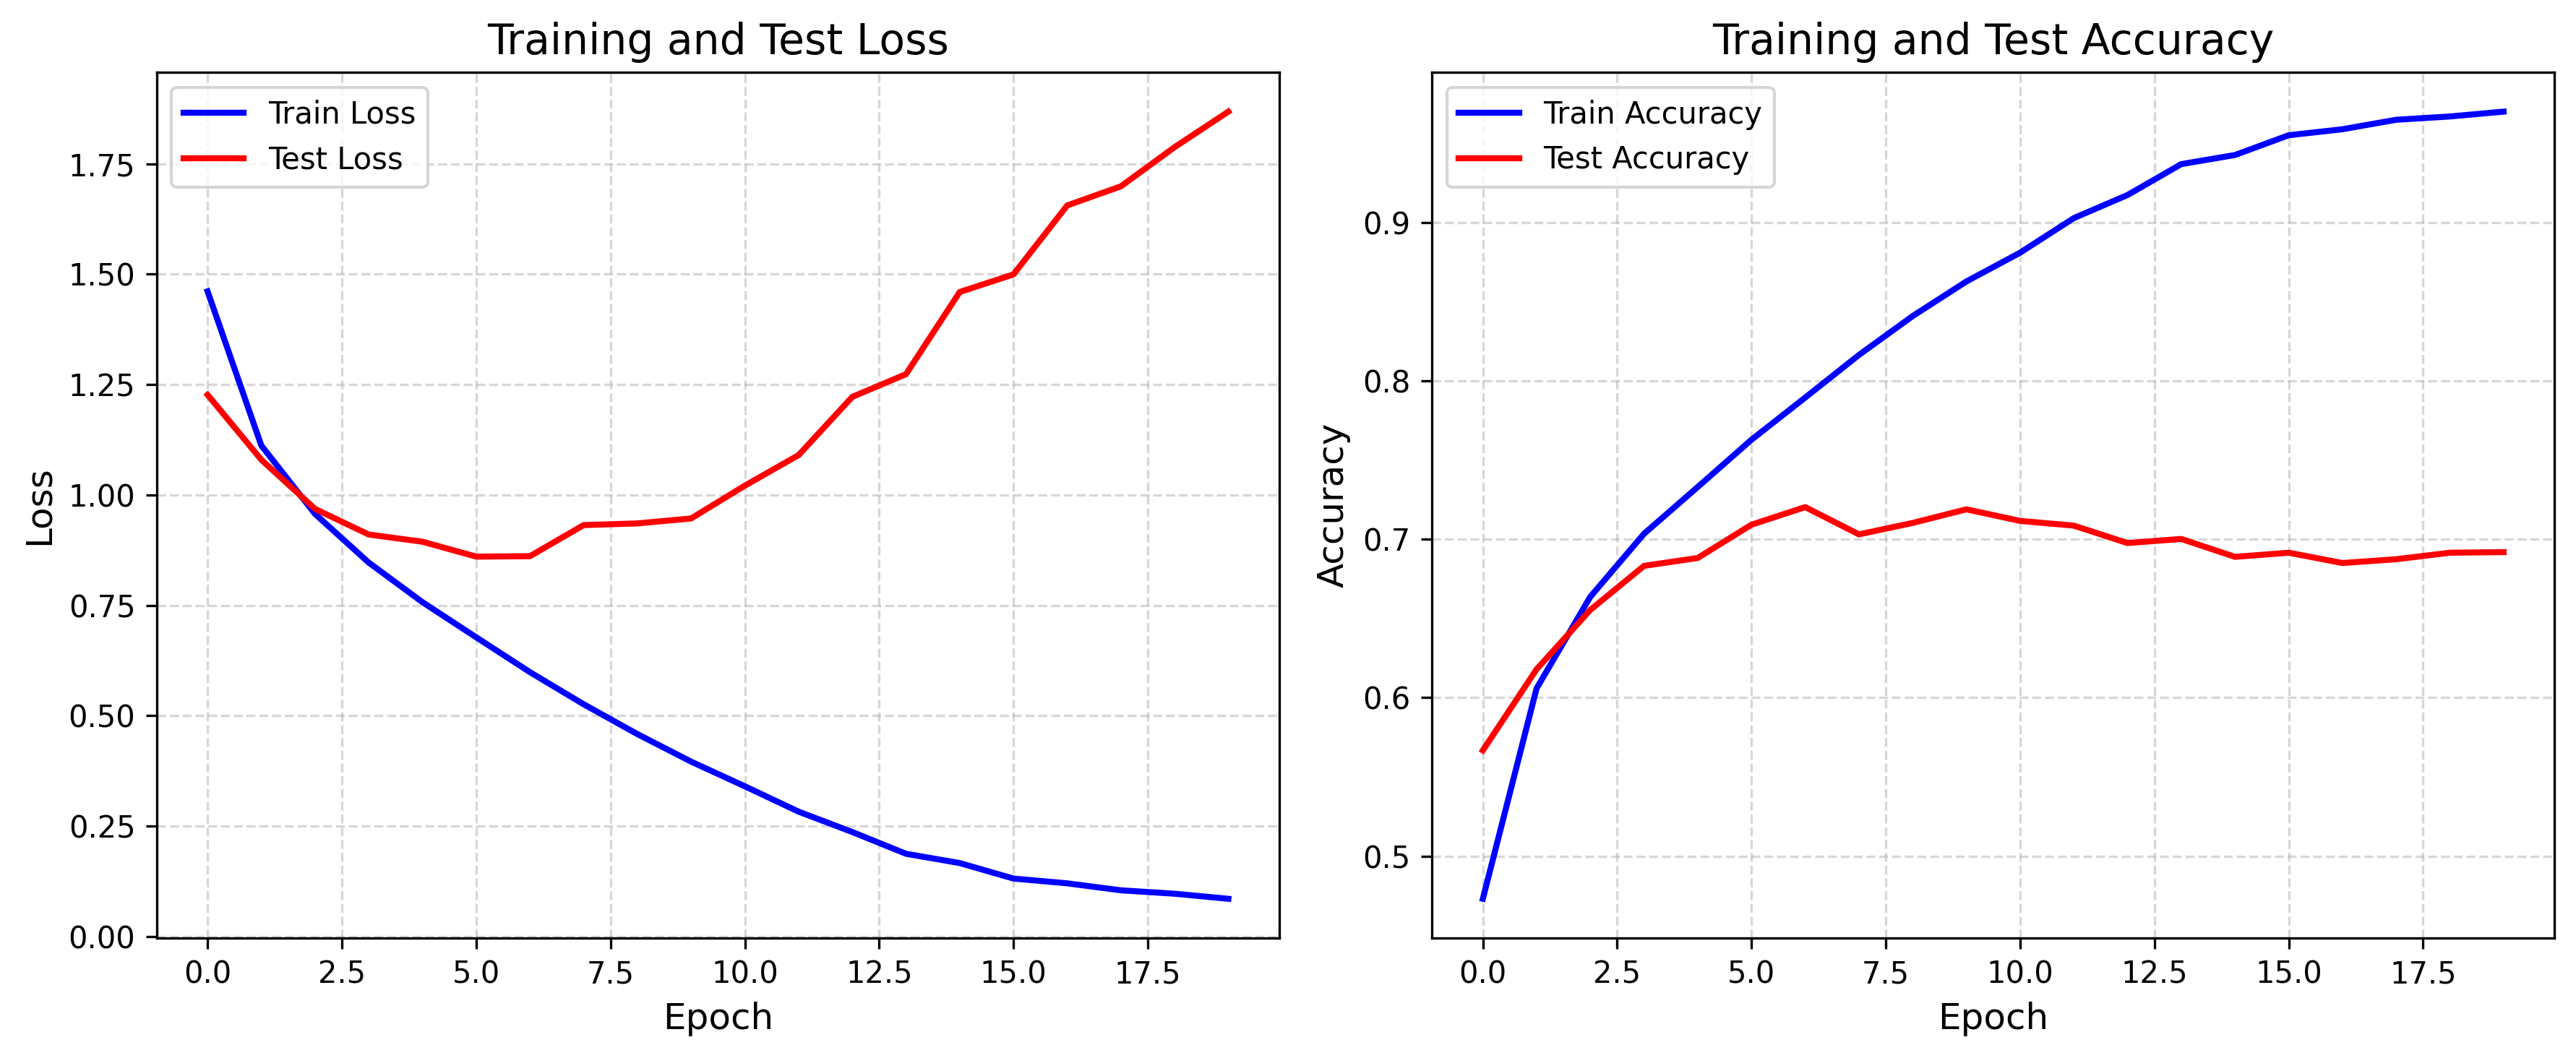 Training and Test Loss
Train Loss
Test Loss
Loss
1.75
1.50
1.25
1.00
0.75
0.50
0.25
0.00
0.0 2.5 5.0 7.5 10.0 12.5 15.0 17.5
Epoch
Training and Test Accuracy
Train Accuracy
Test Accuracy
Accuracy
0.9
0.8
0.7
0.6
0.5
0.0 2.5 5.0 7.5 10.0 12.5 15.0 17.5
Epoch